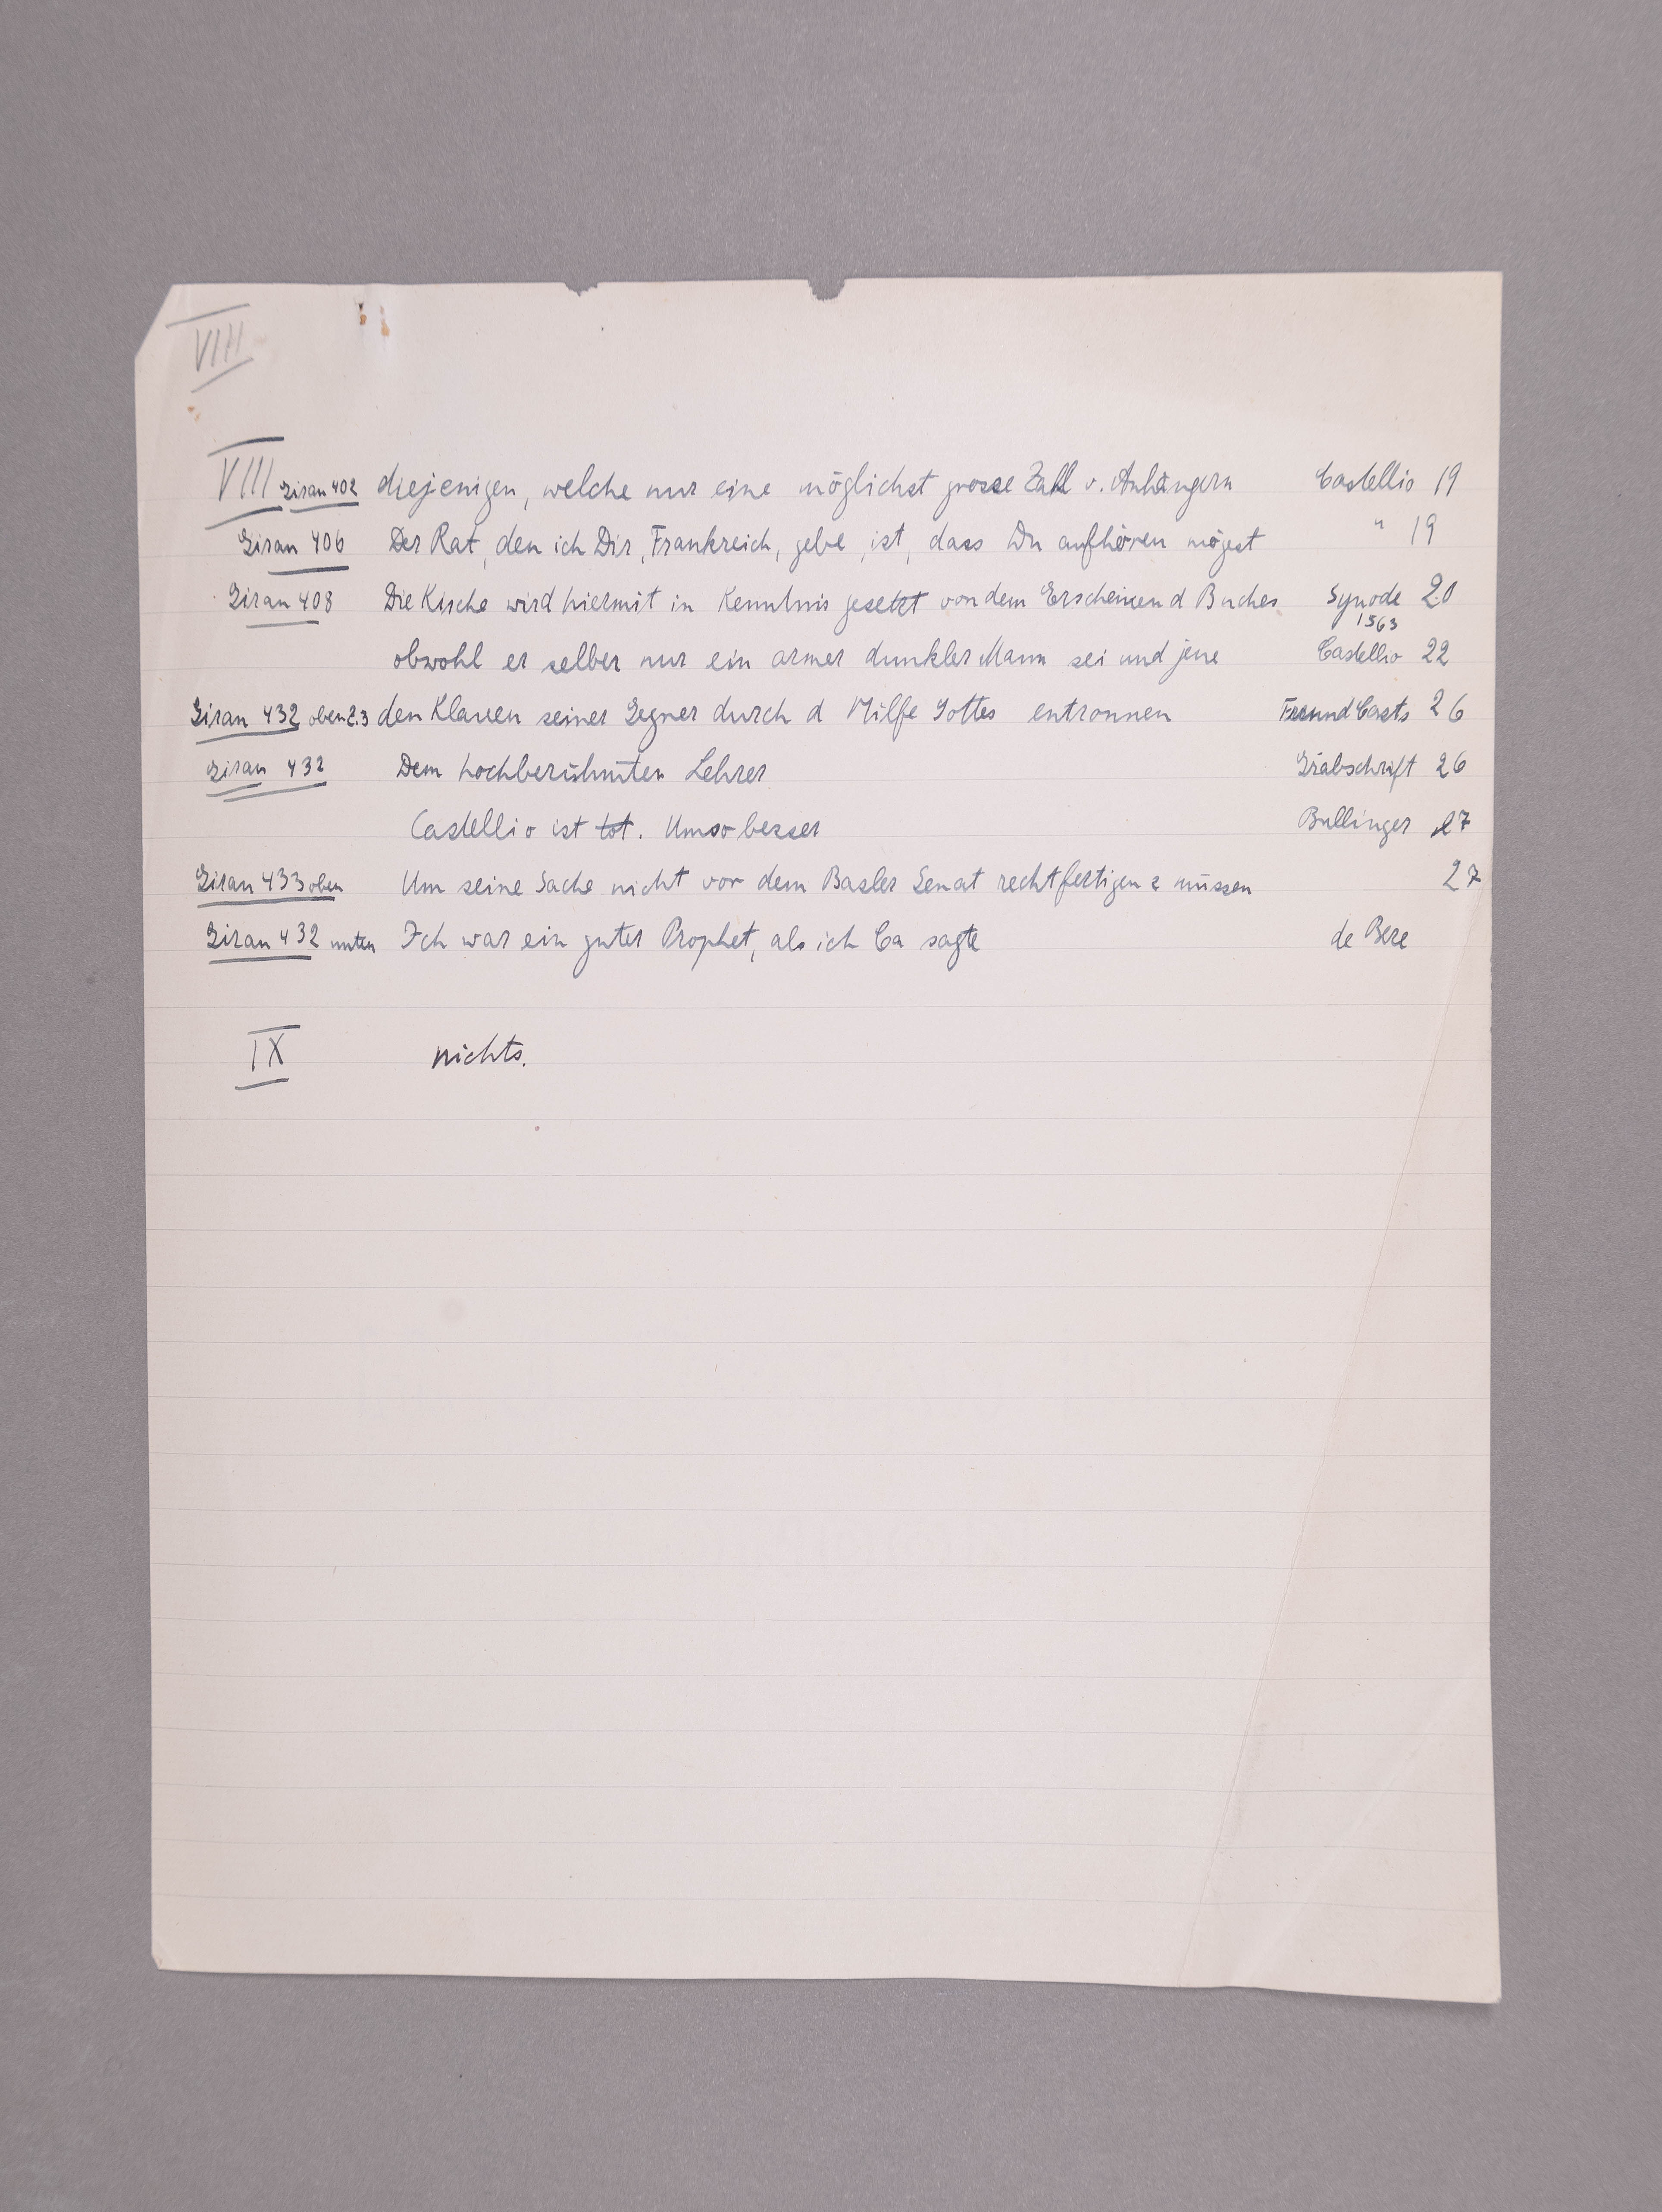 VIII
VIII Giran 402 diejenigen, welche nur eine möglichst grosse Zahl v. Anhängern Castellio 19
Giran 406 Der Rat, den ich Dir, Frankreich, gebe, ist, dass Du aufhören mögest " 19
Giran 408 Die Kirche wird hiermit in Kenntnis gesetzt von dem Erscheinen d Buches Synode 20
1563
obwohl er selber nur ein armer dunkler Mann sei und jene Castellio 22
Giran 432 oben Z.3 den Klauen seiner Gegner durch d Hilfe Gottes entronnen Freund Casts 26
Giran 432 Dem hochberühmten Lehrer Grabschrift 26
Castellio ist tot. Umso besser Bullinger 27
Giran 433 oben Um seine Sache nicht vor dem Basler Senat rechtfertigen z müssen 27
Giran 432 unten Ich war ein guter Prophet, als ich Ca sagte de Beze
IX nichts.